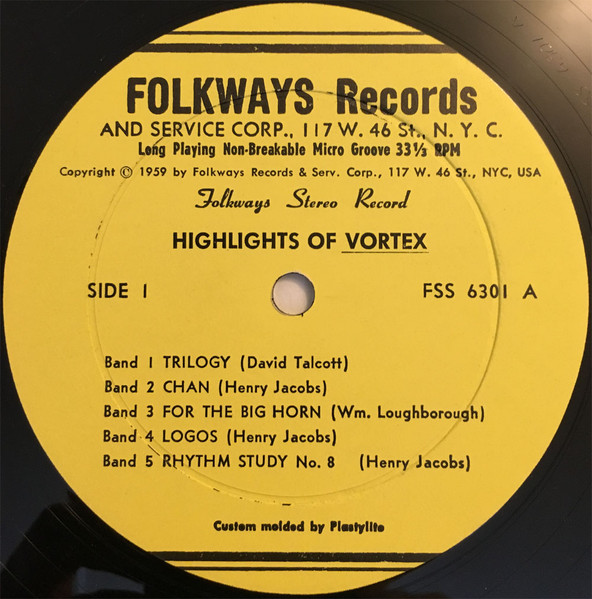 FOLKWAYS Records
AND SERVICE CORP., 117 W. 46 St., N. Y. C.
Long Playing Non-Breakable Micro Groove 33⅓ RPM
Copyright © 1959 by Folkways Records & Serv. Corp., 117 W. 46 St., NYC, USA
Folkways Stereo Record
HIGHLIGHTS OF VORTEX
SIDE 1 FSS 6301 A
Band 1 TRILOGY (David Talcott)
Band 2 CHAN (Henry Jacobs)
Band 3 FOR THE BIG HORN (Wm. Loughborough)
Band 4 LOGOS (Henry Jacobs)
Band 5 RHYTHM STUDY No. 8 (Henry Jacobs)
Custom molded by Plastylite